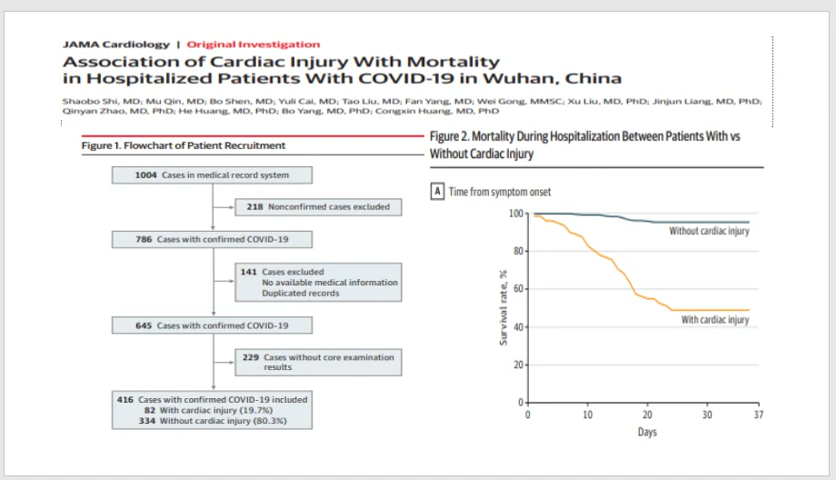 JAMA Cardiology | Original Investigation
Association of Cardiac Injury With Mortality
in Hospitalized Patients With COVID-19 in Wuhan, China
Shaobo Shi, MD; Mu Qin, MD; Bo Shen, MD; Yuli Cai, MD; Tao Liu, MD; Fan Yang, MD; Wei Gong, MMSC; Xu Liu, MD, PhD; Jinjun Liang, MD, PhD;
Qinyan Zhao, MD, PhD; He Huang, MD, PhD; Bo Yang, MD, PhD; Congxin Huang, MD, PhD
Figure 1. Flowchart of Patient Recruitment
1004 Cases in medical record system
218 Nonconfirmed cases excluded
786 Cases with confirmed COVID-19
141 Cases excluded
No available medical information
Duplicated records
645 Cases with confirmed COVID-19
229 Cases without core examination
results
416 Cases with confirmed COVID-19 included
82 With cardiac injury (19.7%)
334 Without cardiac injury (80.3%)
Figure 2. Mortality During Hospitalization Between Patients With vs
Without Cardiac Injury
A Time from symptom onset
100
80
60
40
20
0
Survival rate, %
Without cardiac injury
With cardiac injury
0 10 20 30 37
Days